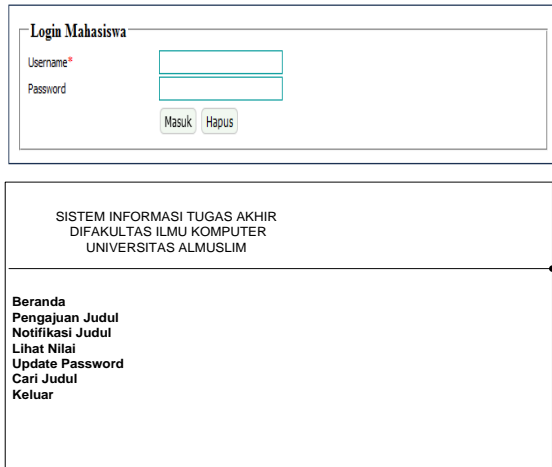 Login Mahasiswa
Username*
Password
Masuk Hapus
SISTEM INFORMASI TUGAS AKHIR
DIFAKULTAS ILMU KOMPUTER
UNIVERSITAS ALMUSLIM
Beranda
Pengajuan Judul
Notifikasi Judul
Lihat Nilai
Update Password
Cari Judul
Keluar